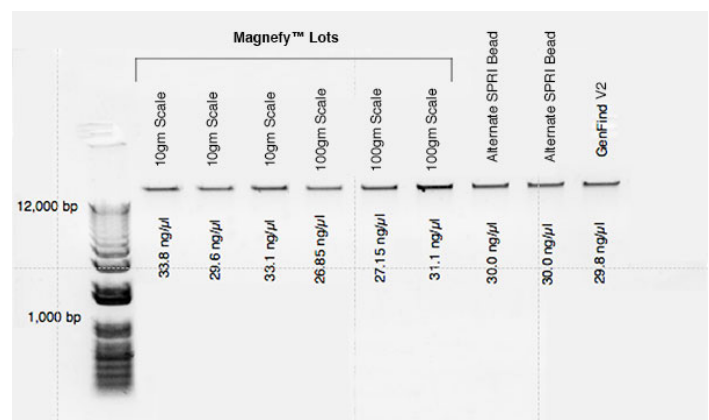 Magnefy™ Lots
10gm Scale
10gm Scale
10gm Scale
100gm Scale
100gm Scale
100gm Scale
Alternate SPRI Bead
Alternate SPRI Bead
GenFind V2
12,000 bp
33.8 ng/µl
29.6 ng/µl
33.1 ng/µl
26.85 ng/µl
27.15 ng/µl
31.1 ng/µl
30.0 ng/µl
30.0 ng/µl
29.8 ng/µl
1,000 bp